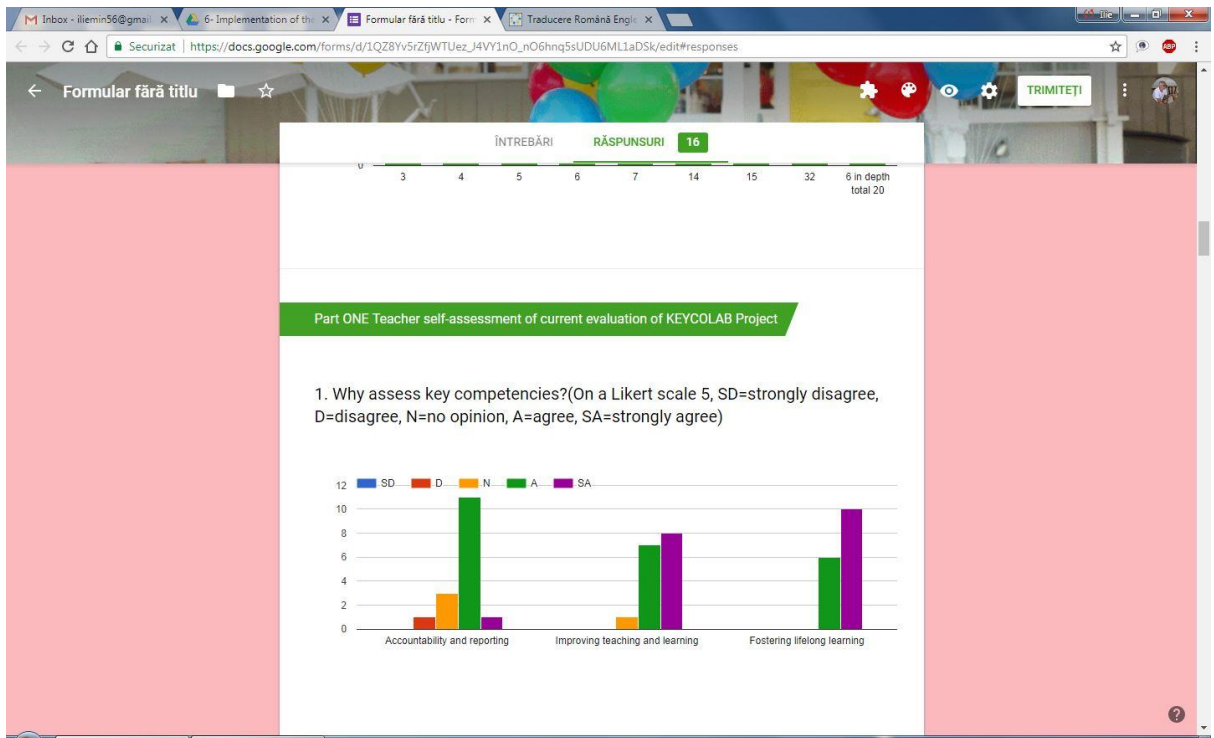 Inbox - iliemin56@gmail.
6- Implementation of the
Formular fără titlu - Form
Traducere Română Engle
Ilie
Securizat | https://docs.google.com/forms/d/1QZ8Yv5rZfjWTUez_J4VY1nO_nO6hnq5sUDU6ML1aDSk/edit#responses
ABP
Formular fără titlu
TRIMITEȚI
ÎNTREBĂRI RĂSPUNSURI 16
0
3 4 5 6 7 14 15 32 6 in depth
total 20
Part ONE Teacher self-assessment of current evaluation of KEYCOLAB Project
1. Why assess key competencies?(On a Likert scale 5, SD=strongly disagree,
D=disagree, N=no opinion, A=agree, SA=strongly agree)
12 SD D N A SA
10
8
6
4
2
0
Accountability and reporting Improving teaching and learning Fostering lifelong learning